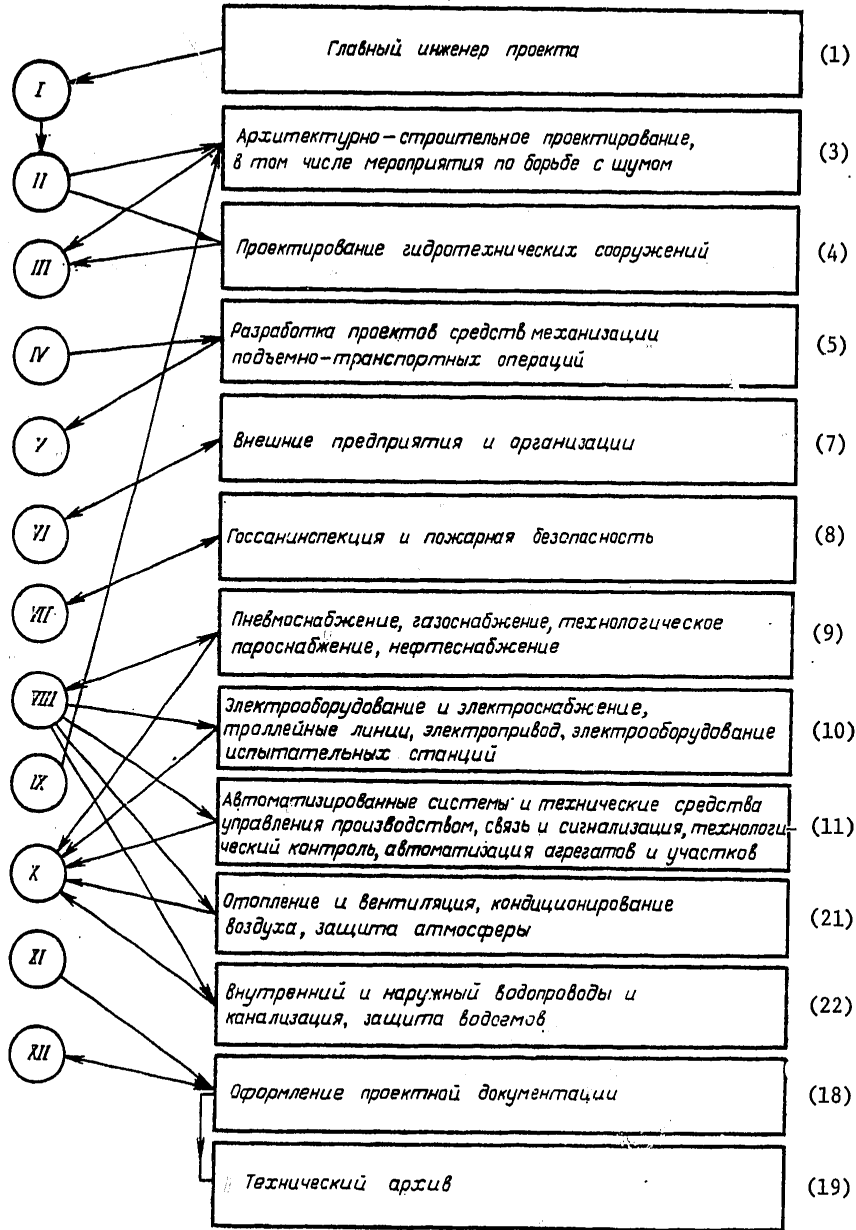 Главный инженер проекта (1)
I
Архитектурно-строительное проектирование, (3)
в том числе мероприятия по борьбе с шумом
II
Проектирование гидротехнических сооружений (4)
III
Разработка проектов средств механизации (5)
подъемно-транспортных операций
IV
V
Внешние предприятия и организации (7)
VI
Госсанинспекция и пожарная безопасность (8)
VII
Пневмоснабжение, газоснабжение, технологическое (9)
пароснабжение, нефтеснабжение
VIII
Электрооборудование и электроснабжение,
троллейные линии, электропривод, электрооборудование (10)
испытательных станций
IX
Автоматизированные системы и технические средства
управления производством, связь и сигнализация, технологи- (11)
ческий контроль, автоматизация агрегатов и участков
X
Отопление и вентиляция, кондиционирование (21)
воздуха, защита атмосферы
XI
Внутренний и наружный водопроводы и (22)
канализация, защита водоемов
XII
Оформление проектной документации (18)
Технический архив (19)